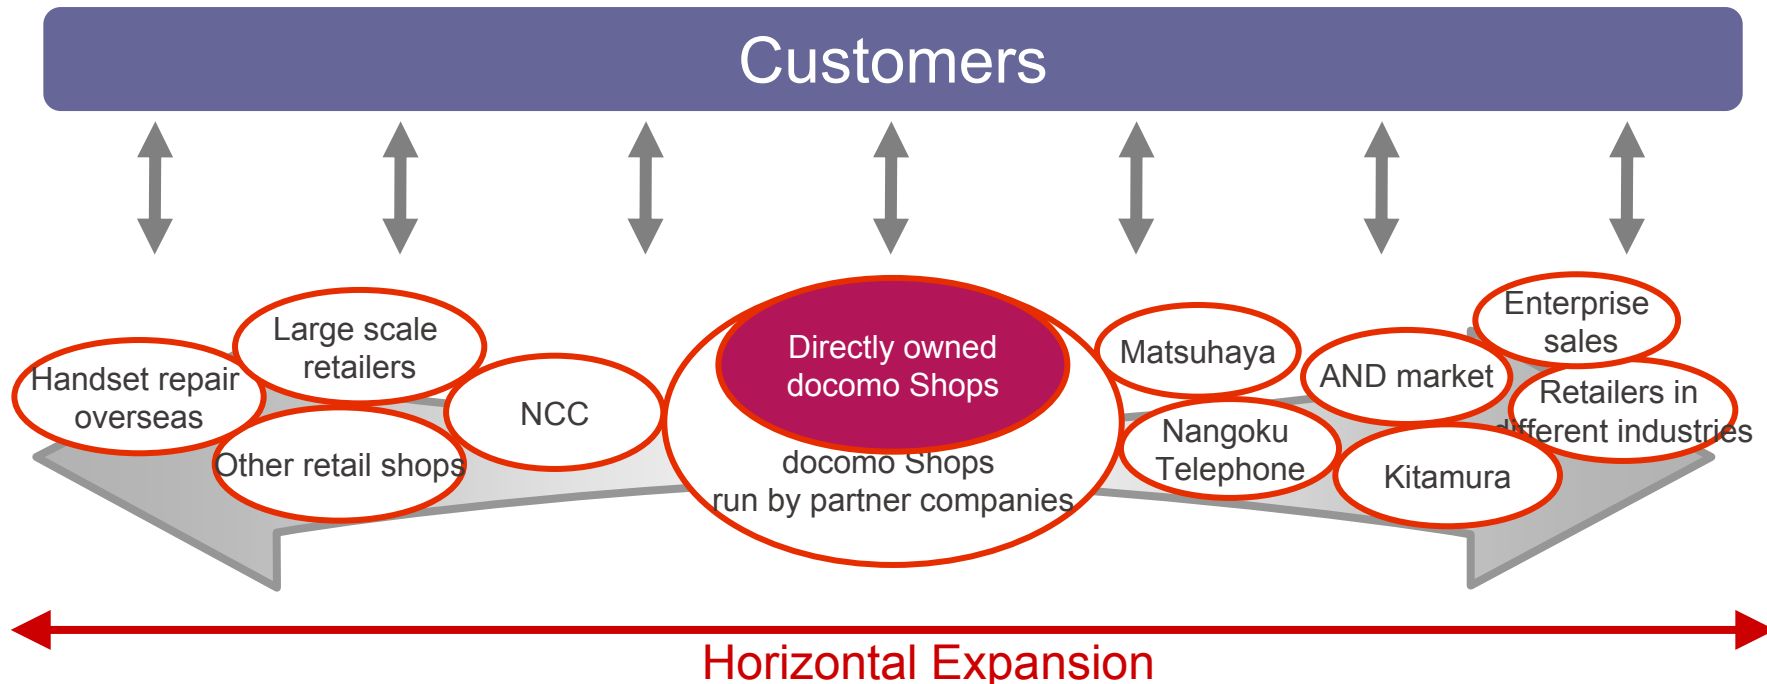 Customers
Handset repair
overseas
Large scale
retailers
Other retail shops
NCC
Directly owned
docomo Shops
docomo Shops
run by partner companies
Matsuhaya
Nangoku
Telephone
AND market
Kitamura
Enterprise
sales
Retailers in
different industries
Horizontal Expansion